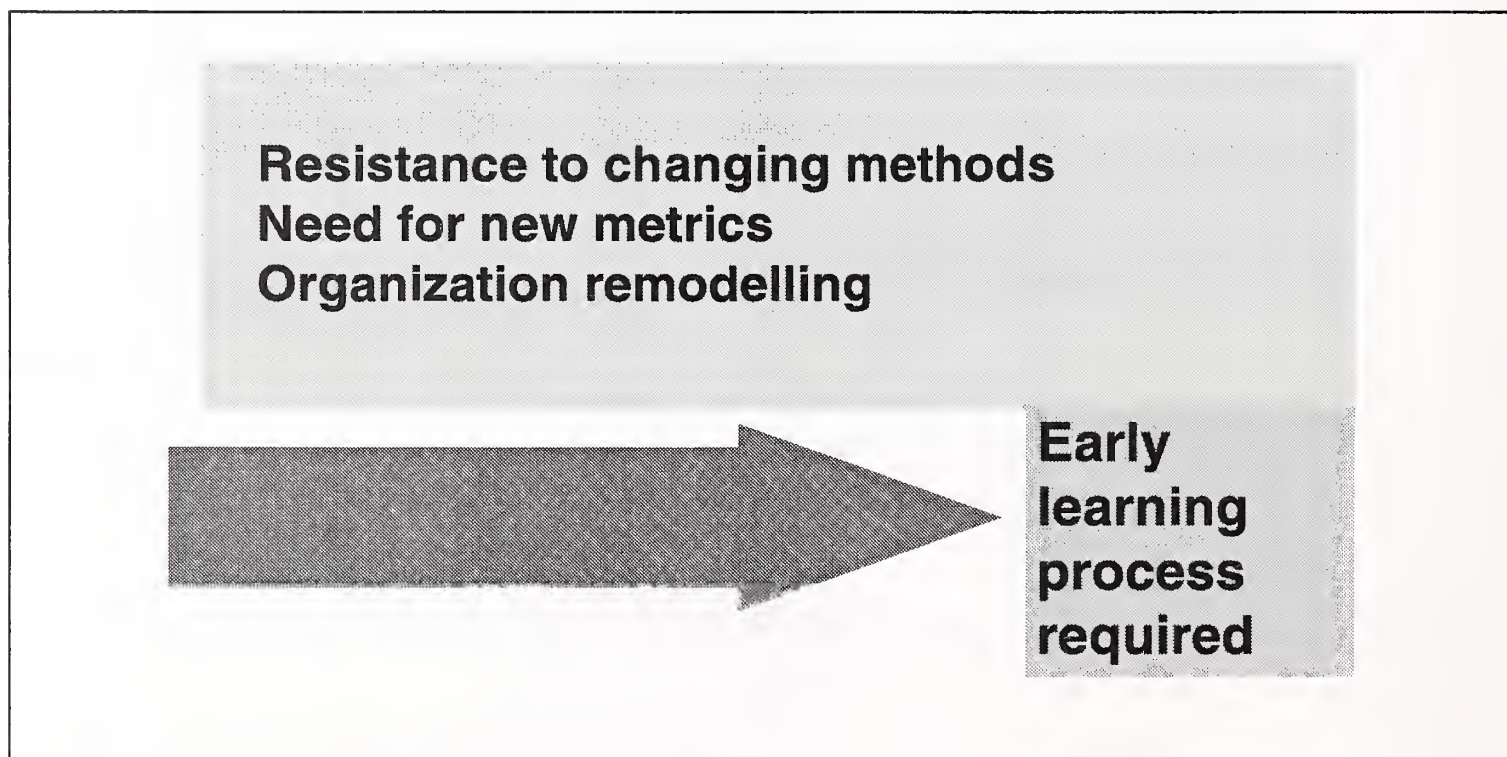 Resistance to changing methods
Need for new metrics
Organization remodelling
Early
learning
process
required